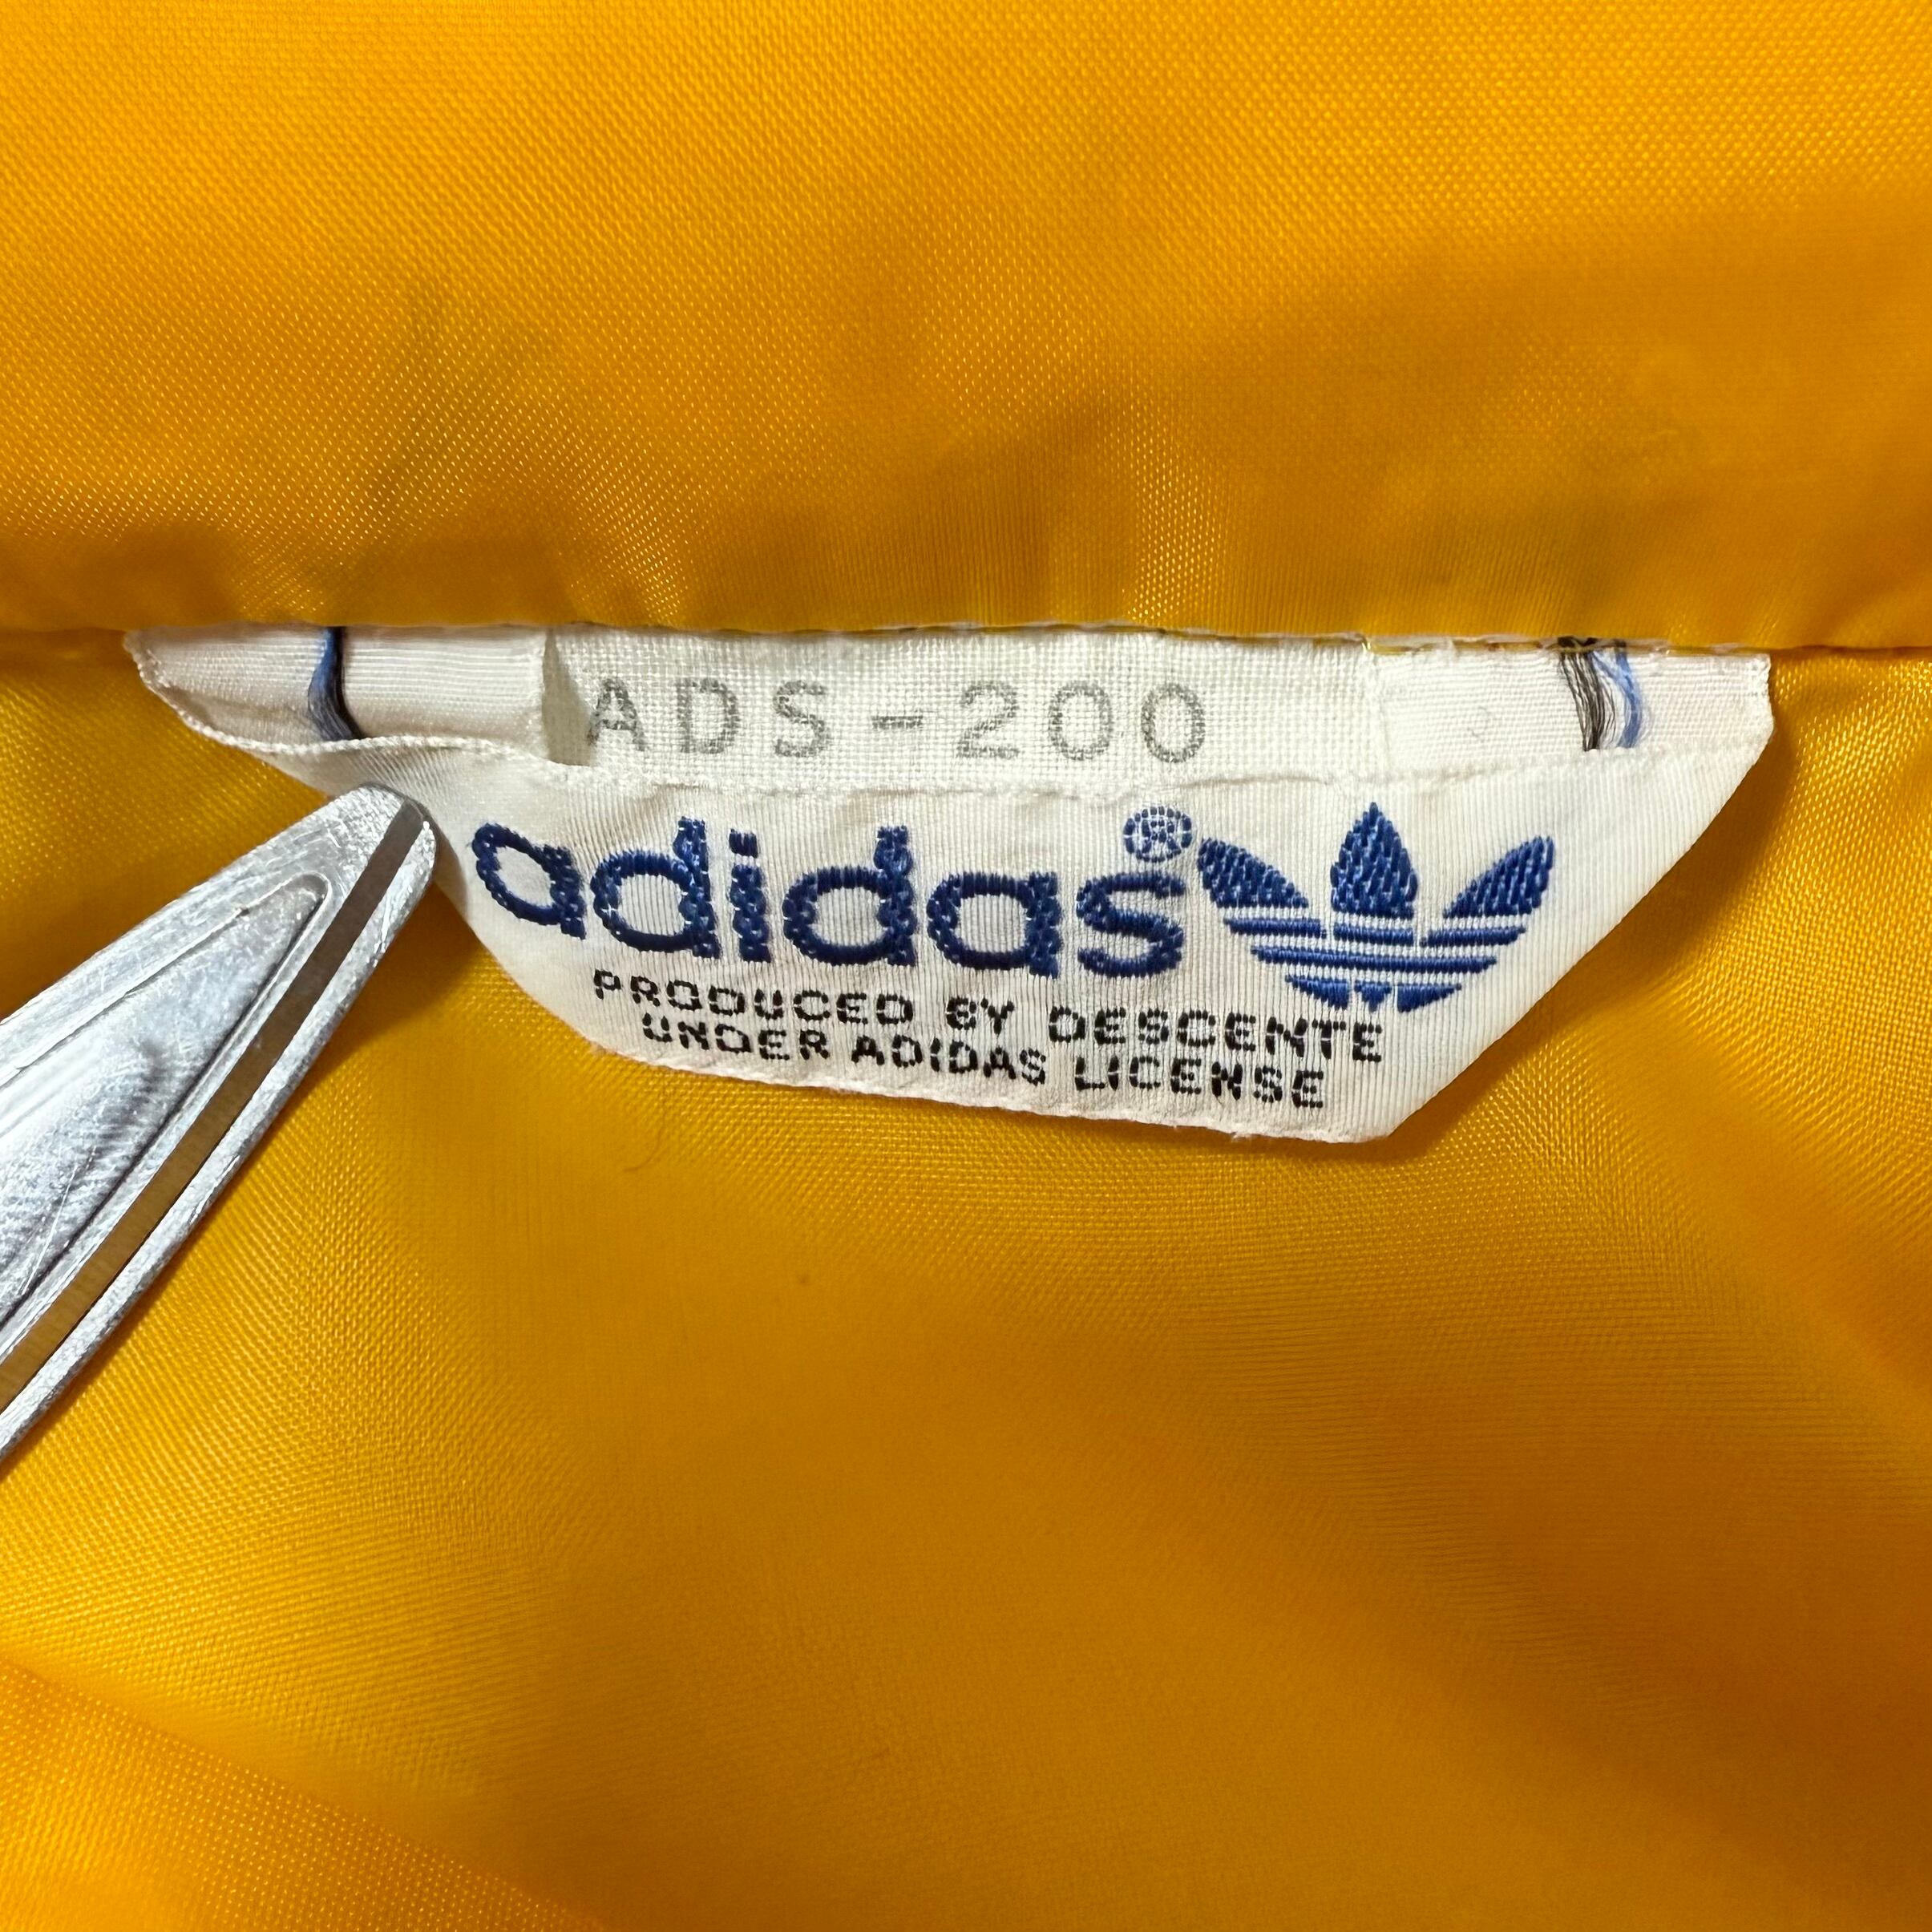 ADS-200
adidas®
PRODUCED BY DESCENTE
UNDER ADIDAS LICENSE